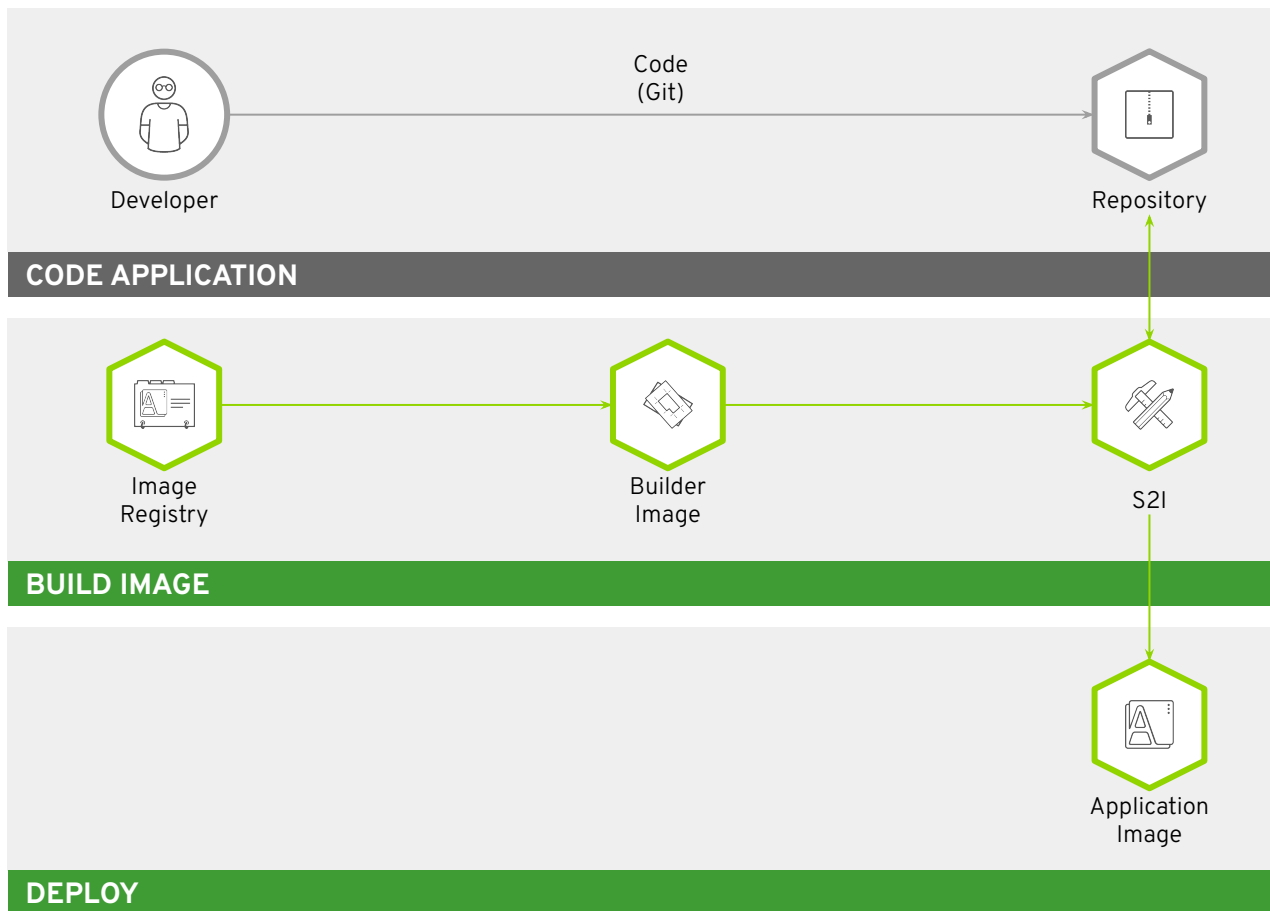 Code
(Git)
Developer
Repository
CODE APPLICATION
Image
Registry
Builder
Image
S2I
BUILD IMAGE
Application
Image
DEPLOY